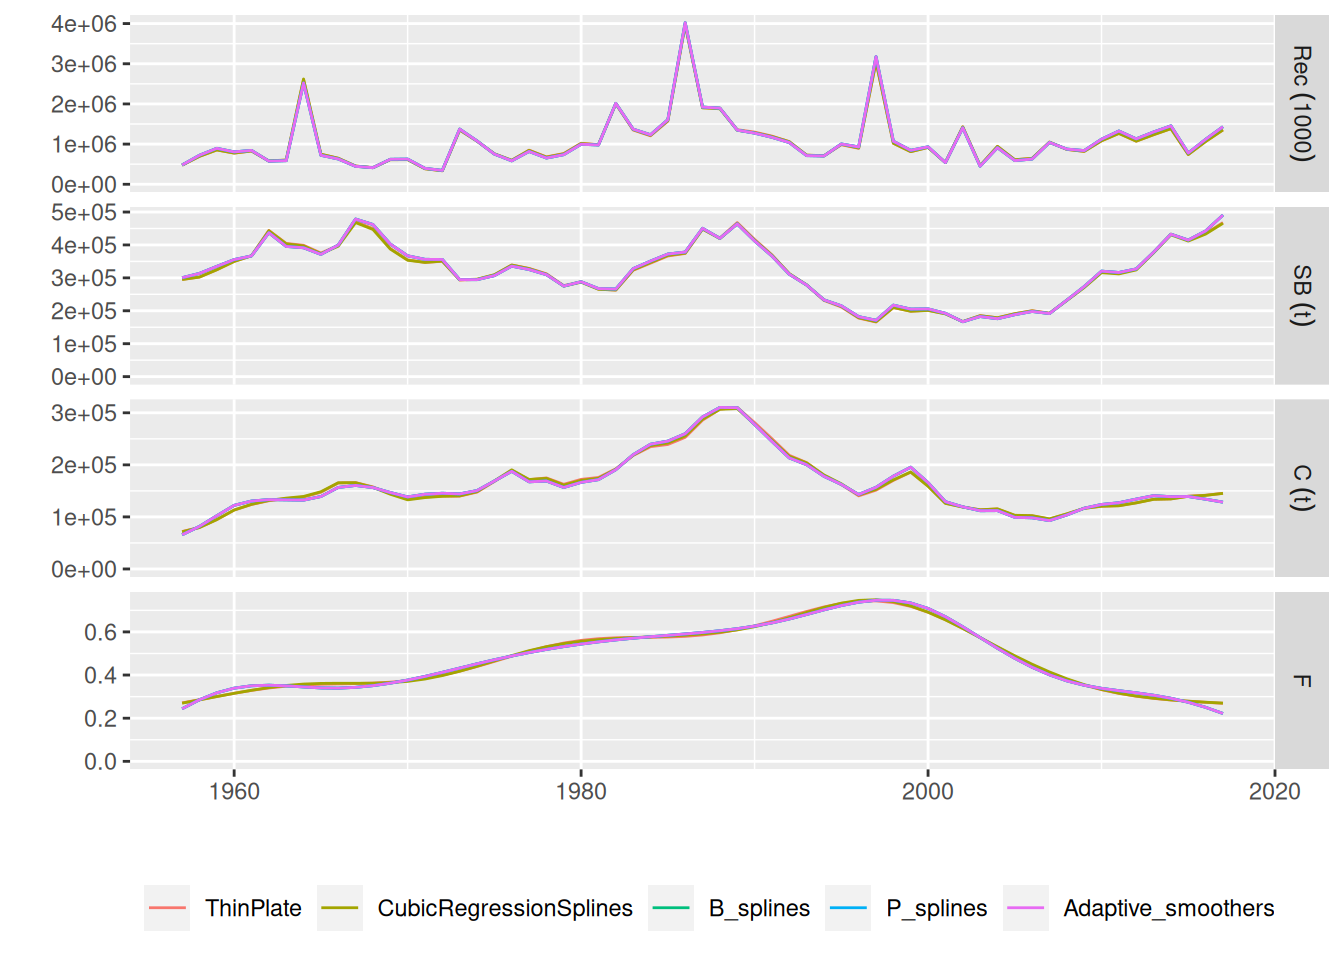 4e+06
3e+06
2e+06
1e+06
0e+00
Rec (1000)
5e+05
4e+05
3e+05
2e+05
1e+05
0e+00
SB (t)
3e+05
2e+05
1e+05
0e+00
C (t)
0.6
0.4
0.2
0.0
F
1960 1980 2000 2020
ThinPlate CubicRegressionSplines B_splines P_splines Adaptive_smoothers